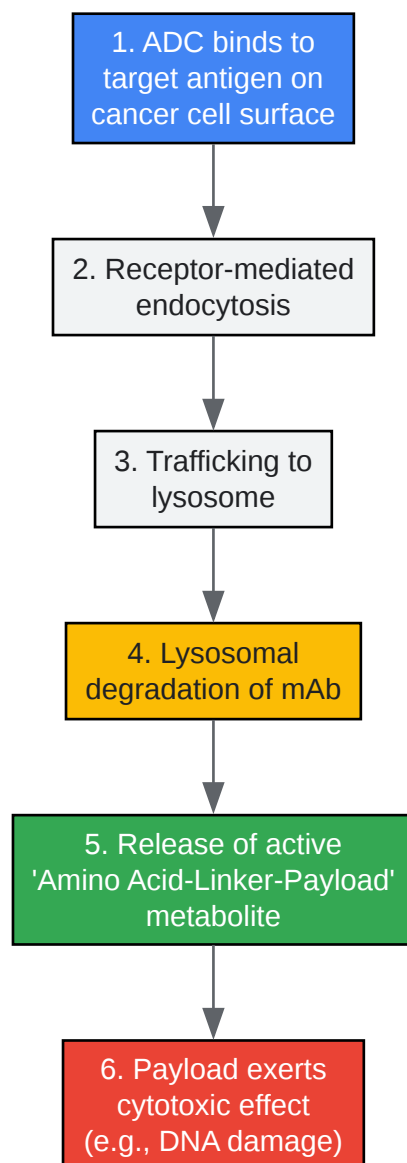 1. ADC binds to
target antigen on
cancer cell surface
2. Receptor-mediated
endocytosis
3. Trafficking to
lysosome
4. Lysosomal
degradation of mAb
5. Release of active
'Amino Acid-Linker-Payload'
metabolite
6. Payload exerts
cytotoxic effect
(e.g., DNA damage)